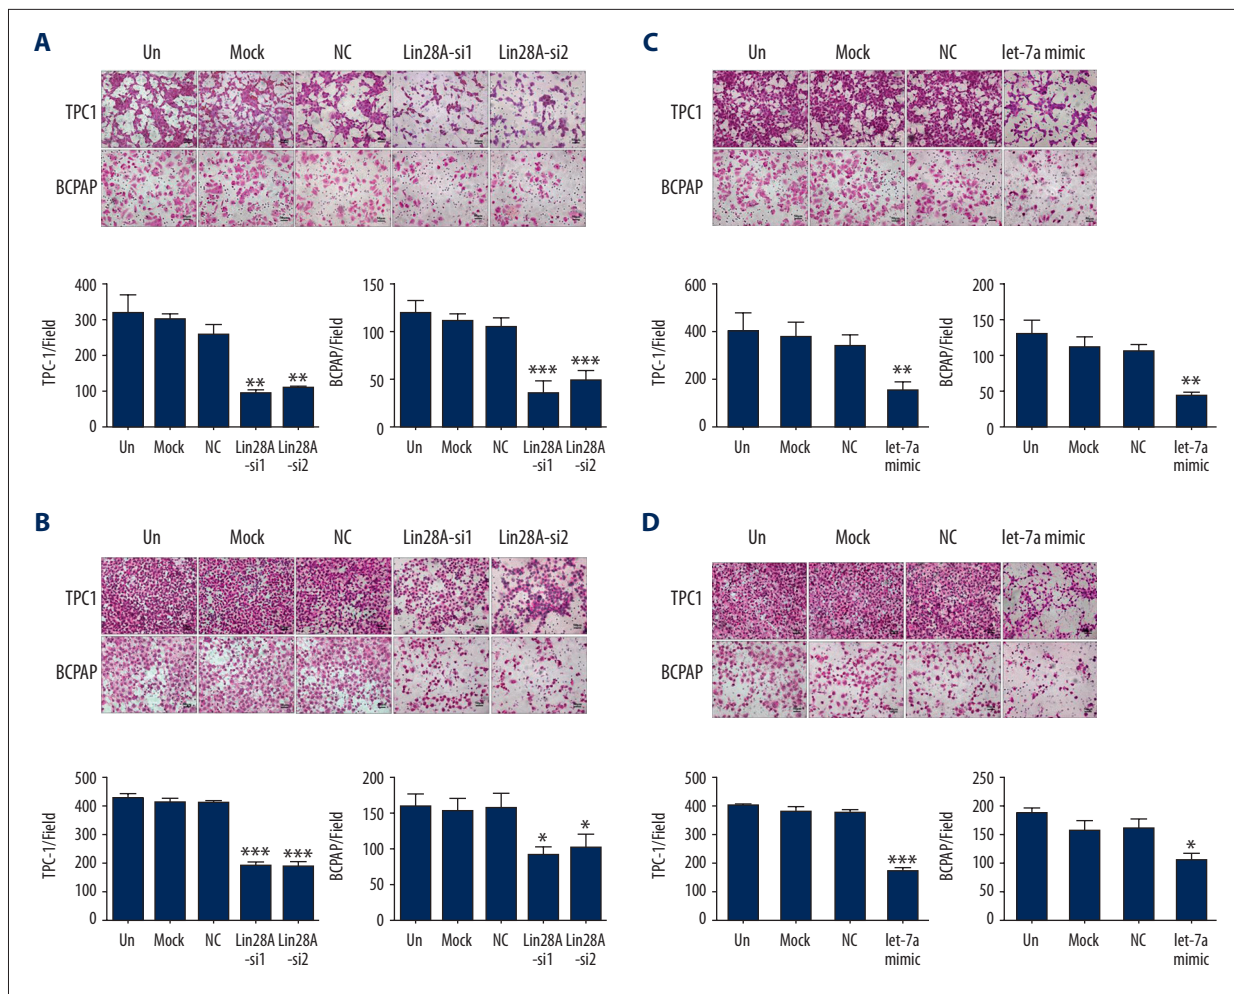 A
Un Mock NC Lin28A-si1 Lin28A-si2
TPC1
BCPAP
TPC-1/Field
400
300
200
100
0
Un Mock NC Lin28A -si1 Lin28A -si2
** **
BCPAP/Field
150
100
50
0
Un Mock NC Lin28A -si1 Lin28A -si2
*** ***
C
Un Mock NC let-7a mimic
TPC1
BCPAP
TPC-1/Field
600
400
200
0
Un Mock NC let-7a mimic
**
BCPAP/Field
200
150
100
50
0
Un Mock NC let-7a mimic
**
B
Un Mock NC Lin28A-si1 Lin28A-si2
TPC1
BCPAP
TPC-1/Field
500
400
300
200
100
0
Un Mock NC Lin28A -si1 Lin28A -si2
*** ***
BCPAP/Field
200
150
100
50
0
Un Mock NC Lin28A -si1 Lin28A -si2
* *
D
Un Mock NC let-7a mimic
TPC1
BCPAP
TPC-1/Field
500
400
300
200
100
0
Un Mock NC let-7a mimic
***
BCPAP/Field
250
200
150
100
50
0
Un Mock NC let-7a mimic
*